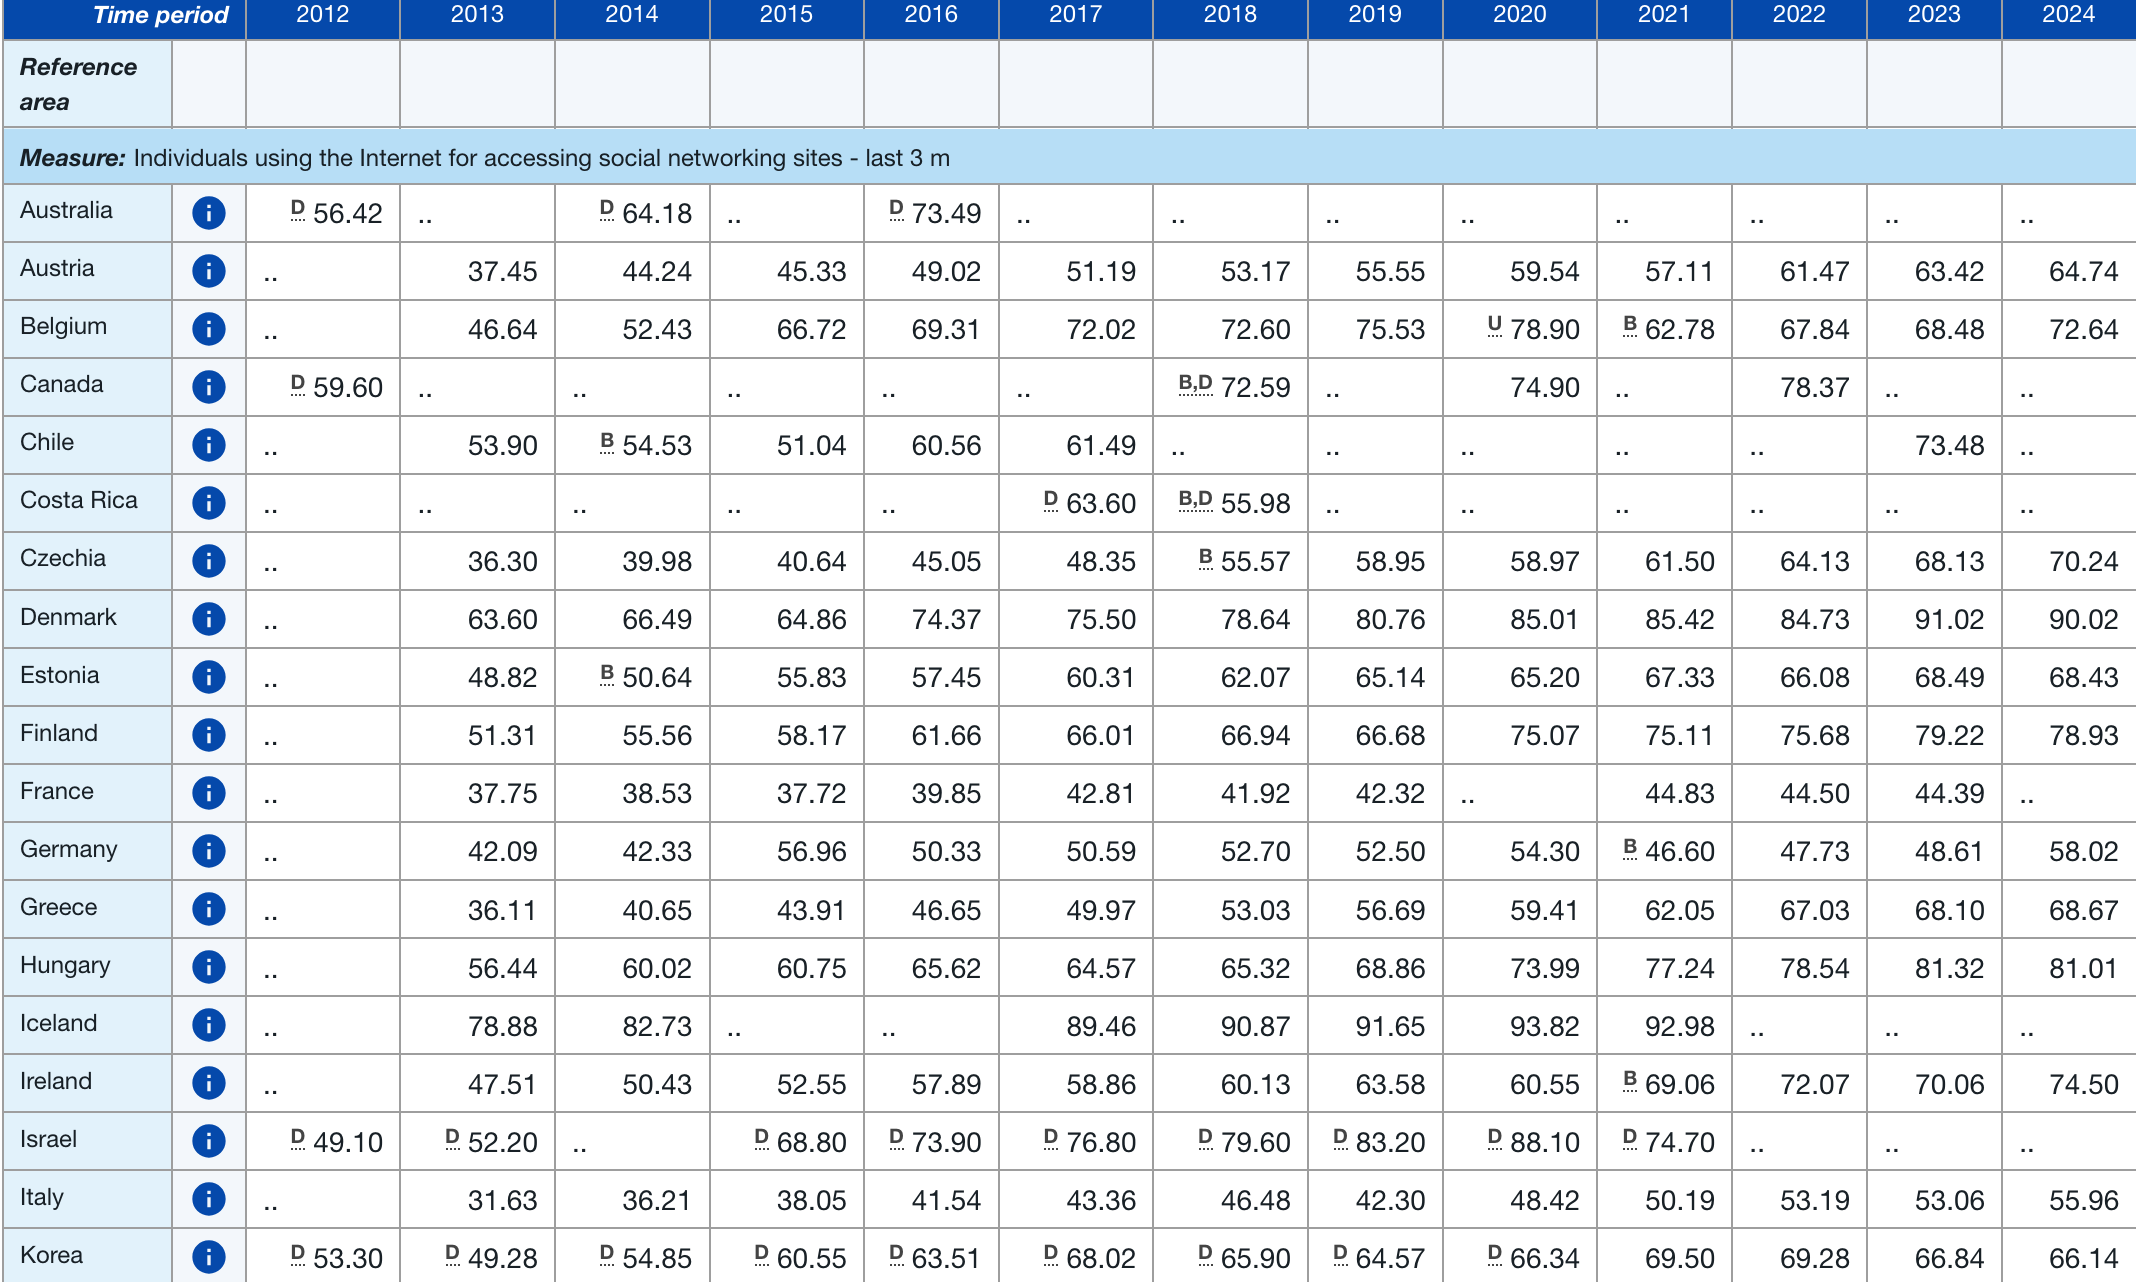 Time period 2012 2013 2014 2015 2016 2017 2018 2019 2020 2021 2022 2023 2024
Reference
area
Measure: Individuals using the Internet for accessing social networking sites - last 3 m
Australia i D 56.42 .. D 64.18 .. D 73.49 .. .. .. .. .. .. .. ..
Austria i .. 37.45 44.24 45.33 49.02 51.19 53.17 55.55 59.54 57.11 61.47 63.42 64.74
Belgium i .. 46.64 52.43 66.72 69.31 72.02 72.60 75.53 U 78.90 B 62.78 67.84 68.48 72.64
Canada i D 59.60 .. .. .. .. .. B,D 72.59 .. 74.90 .. 78.37 .. ..
Chile i .. 53.90 B 54.53 51.04 60.56 61.49 .. .. .. .. .. 73.48 ..
Costa Rica i .. .. .. .. .. D 63.60 B,D 55.98 .. .. .. .. .. ..
Czechia i .. 36.30 39.98 40.64 45.05 48.35 B 55.57 58.95 58.97 61.50 64.13 68.13 70.24
Denmark i .. 63.60 66.49 64.86 74.37 75.50 78.64 80.76 85.01 85.42 84.73 91.02 90.02
Estonia i .. 48.82 B 50.64 55.83 57.45 60.31 62.07 65.14 65.20 67.33 66.08 68.49 68.43
Finland i .. 51.31 55.56 58.17 61.66 66.01 66.94 66.68 75.07 75.11 75.68 79.22 78.93
France i .. 37.75 38.53 37.72 39.85 42.81 41.92 42.32 .. 44.83 44.50 44.39 ..
Germany i .. 42.09 42.33 56.96 50.33 50.59 52.70 52.50 54.30 B 46.60 47.73 48.61 58.02
Greece i .. 36.11 40.65 43.91 46.65 49.97 53.03 56.69 59.41 62.05 67.03 68.10 68.67
Hungary i .. 56.44 60.02 60.75 65.62 64.57 65.32 68.86 73.99 77.24 78.54 81.32 81.01
Iceland i .. 78.88 82.73 .. .. 89.46 90.87 91.65 93.82 92.98 .. .. ..
Ireland i .. 47.51 50.43 52.55 57.89 58.86 60.13 63.58 60.55 B 69.06 72.07 70.06 74.50
Israel i D 49.10 D 52.20 .. D 68.80 D 73.90 D 76.80 D 79.60 D 83.20 D 88.10 D 74.70 .. .. ..
Italy i .. 31.63 36.21 38.05 41.54 43.36 46.48 42.30 48.42 50.19 53.19 53.06 55.96
Korea i D 53.30 D 49.28 D 54.85 D 60.55 D 63.51 D 68.02 D 65.90 D 64.57 D 66.34 69.50 69.28 66.84 66.14